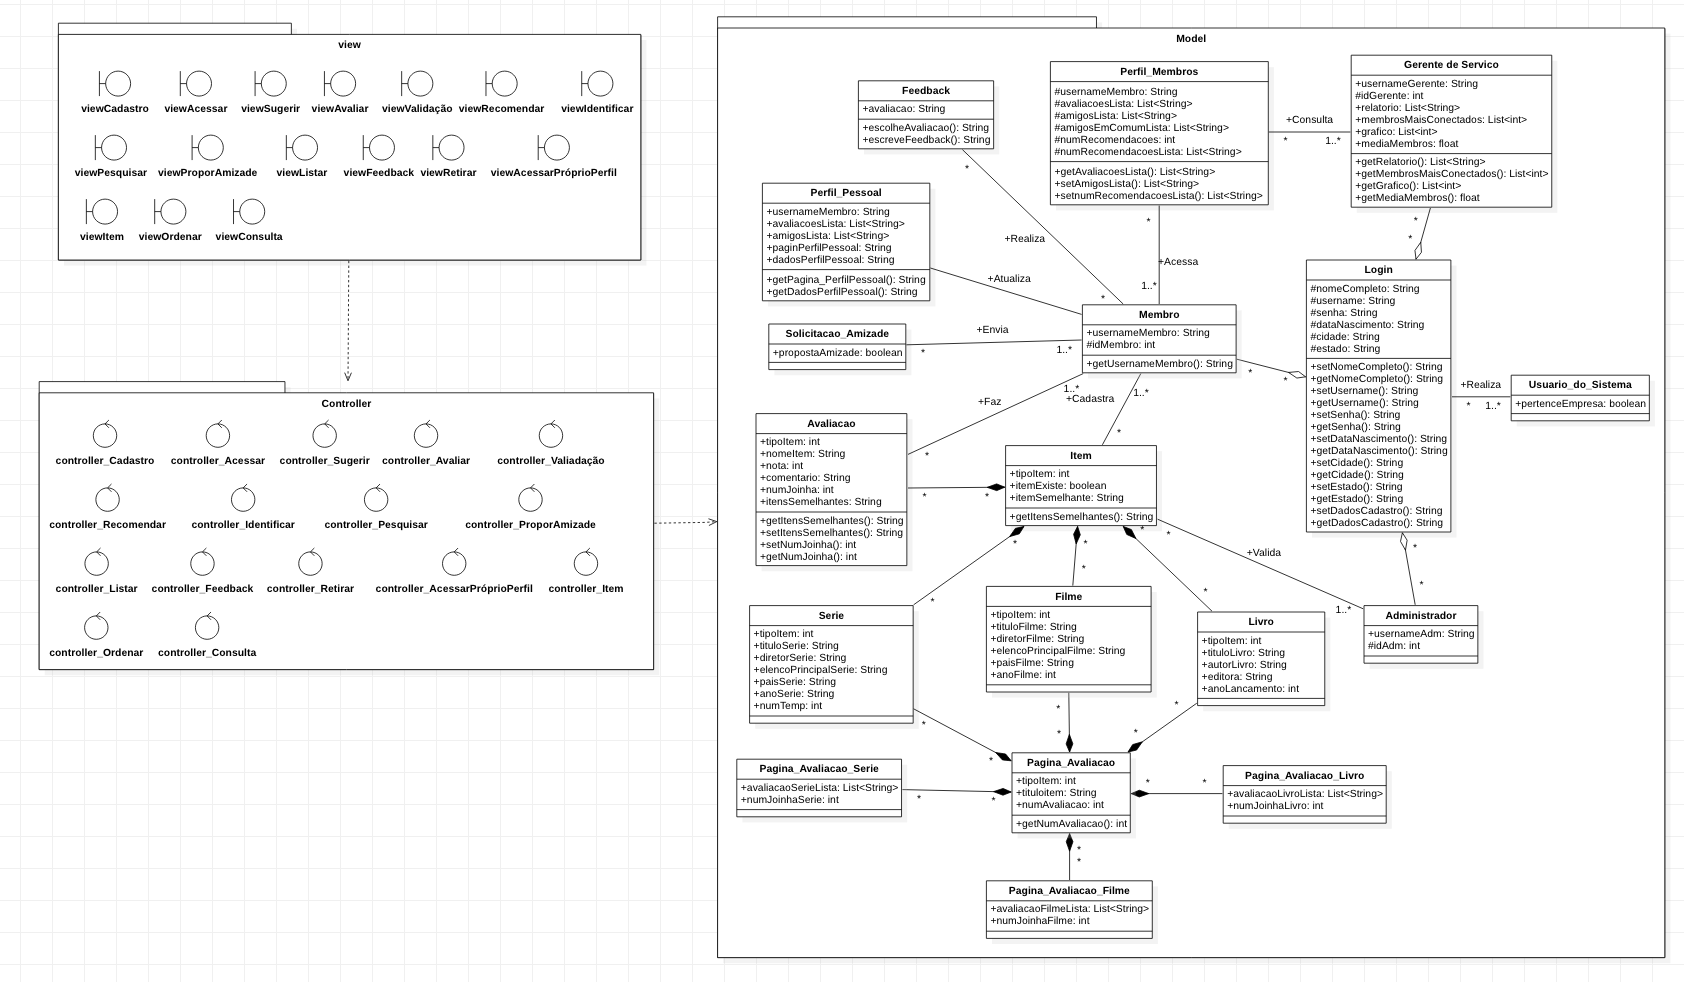 view
viewCadastro viewAcessar viewSugerir viewAvaliar viewValidação viewRecomendar viewIdentificar
viewPesquisar viewProporAmizade viewListar viewFeedback viewRetirar viewAcessarPróprioPerfil
viewItem viewOrdenar viewConsulta
Controller
controller_Cadastro controller_Acessar controller_Sugerir controller_Avaliar controller_Valiadação
controller_Recomendar controller_Identificar controller_Pesquisar controller_ProporAmizade
controller_Listar controller_Feedback controller_Retirar controller_AcessarPróprioPerfil controller_Item
controller_Ordenar controller_Consulta
Model
Feedback
+avaliacao: String
+escolheAvaliacao(): String
+escreveFeedback(): String
*
+Realiza
*
Perfil_Membros
#usernameMembro: String
#avaliacoesLista: List<String>
#amigosLista: List<String>
#amigosEmComumLista: List<String>
#numRecomendacoes: int
#numRecomendacoesLista: List<String>
+getAvaliacoesLista(): List<String>
+setAmigosLista(): List<String>
+setnumRecomendacoesLista(): List<String>
+Consulta
* 1..*
Gerente de Servico
+usernameGerente: String
#idGerente: int
+relatorio: List<String>
+membrosMaisConectados: List<int>
+grafico: List<int>
+mediaMembros: float
+getRelatorio(): List<String>
+getMembrosMaisConectados(): List<int>
+getGrafico(): List<int>
+getMediaMembros(): float
*
*
*
+Acessa
1..*
Perfil_Pessoal
+usernameMembro: String
+avaliacoesLista: List<String>
+amigosLista: List<String>
+paginPerfilPessoal: String
+dadosPerfilPessoal: String
+getPagina_PerfilPessoal(): String
+getDadosPerfilPessoal(): String
+Atualiza
Solicitacao_Amizade
+propostaAmizade: boolean
+Envia
* 1..*
Membro
+usernameMembro: String
#idMembro: int
+getUsernameMembro(): String
* *
Login
#nomeCompleto: String
#username: String
#senha: String
#dataNascimento: String
#cidade: String
#estado: String
+setNomeCompleto(): String
+getNomeCompleto(): String
+setUsername(): String
+getUsername(): String
+setSenha(): String
+getSenha(): String
+setDataNascimento(): String
+getDataNascimento(): String
+setCidade(): String
+getCidade(): String
+setEstado(): String
+getEstado(): String
+setDadosCadastro(): String
+getDadosCadastro(): String
+Realiza
* 1..*
Usuario_do_Sistema
+pertenceEmpresa: boolean
1..*
+Faz
*
+Cadastra
1..*
*
Avaliacao
+tipoItem: int
+nomeItem: String
+nota: int
+comentario: String
+numJoinha: int
+itensSemelhantes: String
+getItensSemelhantes(): String
+setItensSemelhantes(): String
+setNumJoinha(): int
+getNumJoinha(): int
* *
Item
+tipoItem: int
+itemExiste: boolean
+itemSemelhante: String
+getItensSemelhantes(): String
*
*
*
*
*
*
*
+Valida
1..*
*
*
Administrador
+usernameAdm: String
#idAdm: int
Serie
+tipoItem: int
+tituloSerie: String
+diretorSerie: String
+elencoPrincipalSerie: String
+paisSerie: String
+anoSerie: String
+numTemp: int
Filme
+tipoItem: int
+tituloFilme: String
+diretorFilme: String
+elencoPrincipalFilme: String
+paisFilme: String
+anoFilme: int
Livro
+tipoItem: int
+tituloLivro: String
+autorLivro: String
+editora: String
+anoLancamento: int
*
*
*
*
*
*
Pagina_Avaliacao_Serie
+avaliacaoSerieLista: List<String>
+numJoinhaSerie: int
* *
Pagina_Avaliacao
+tipoItem: int
+tituloitem: String
+numAvaliacao: int
+getNumAvaliacao(): int
* *
Pagina_Avaliacao_Livro
+avaliacaoLivroLista: List<String>
+numJoinhaLivro: int
*
*
Pagina_Avaliacao_Filme
+avaliacaoFilmeLista: List<String>
+numJoinhaFilme: int